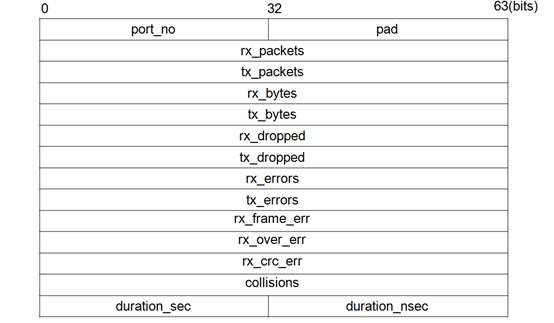 0 32 63(bits)
port_no pad
rx_packets
tx_packets
rx_bytes
tx_bytes
rx_dropped
tx_dropped
rx_errors
tx_errors
rx_frame_err
rx_over_err
rx_crc_err
collisions
duration_sec duration_nsec